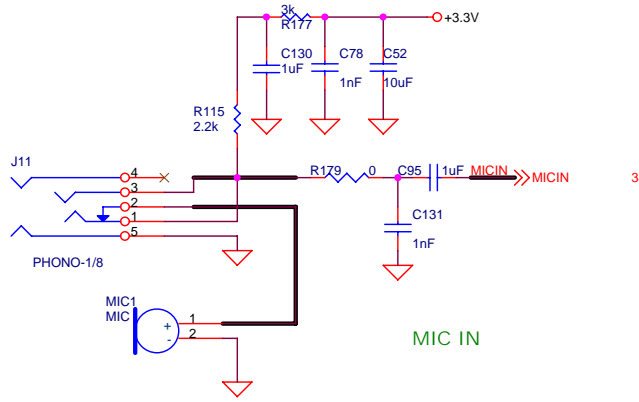 3k
R177
+3.3V
C130
1uF
C78
1nF
C52
10uF
R115
2.2k
J11
4
3
2
1
5
PHONO-1/8
R179
0
C95
1uF
MICIN
MICIN
3
C131
1nF
MIC1
MIC
+
-
1
2
MIC IN